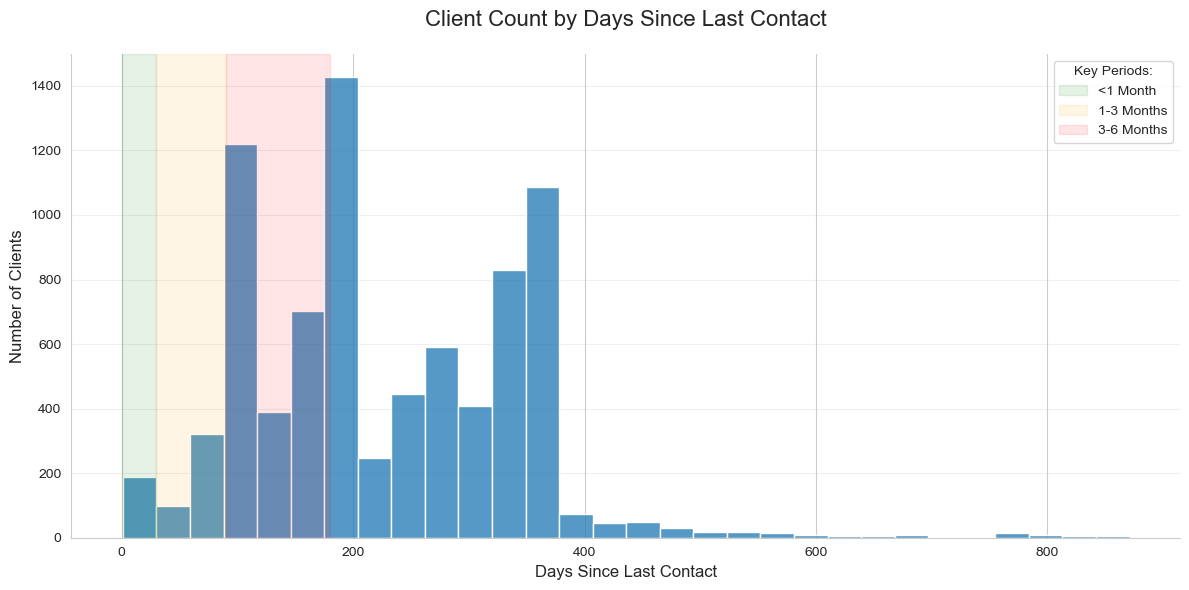 Client Count by Days Since Last Contact
Number of Clients
1400
1200
1000
800
600
400
200
0
Key Periods:
<1 Month
1-3 Months
3-6 Months
0 200 400 600 800
Days Since Last Contact